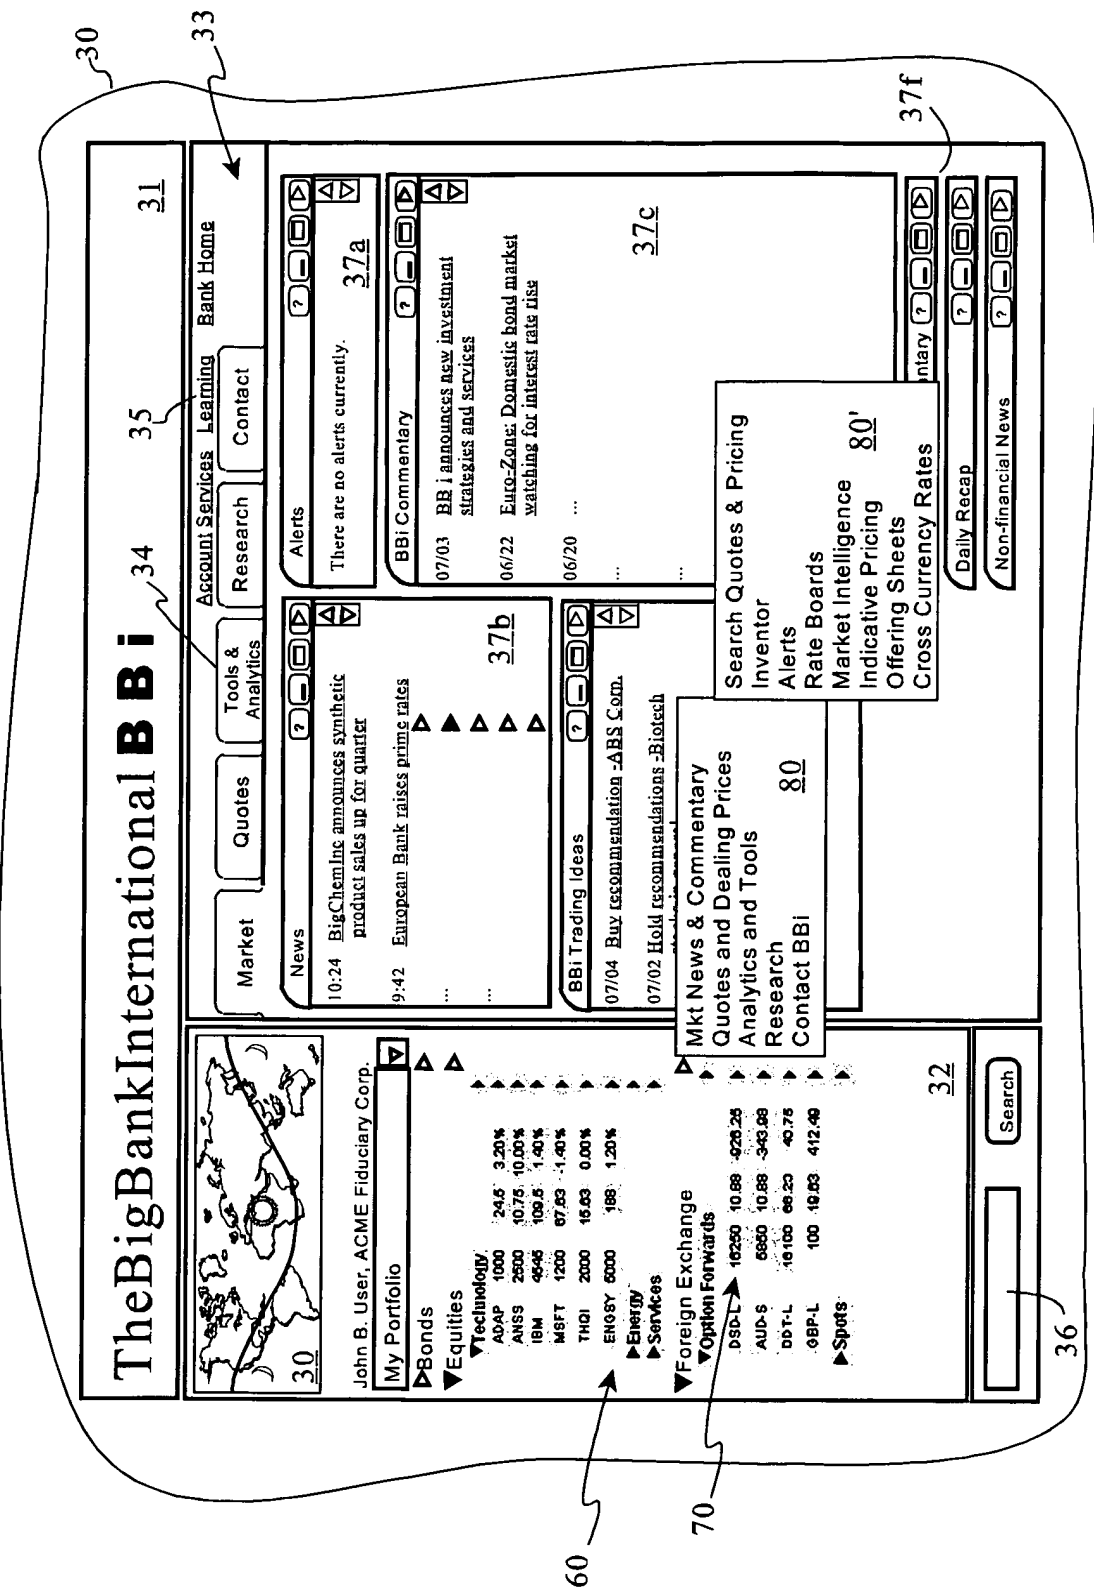 30
33
TheBigBankInternational BBi
31
34
35
Account Services Learning Bank Home
Market
Quotes
Tools &
Analytics
Research
Contact
30
John B. User, ACME Fiduciary Corp.
My Portfolio
Bonds
Equities
Technology
ADAP 1000 24.5 3.20%
ANSS 2500 10.75 10.00%
IBM 4545 109.5 1.40%
MSFT 1200 67.63 -1.40%
THQI 2000 15.63 0.00%
ENGSY 5000 188 1.20%
Energy
Services
Foreign Exchange
Option Forwards
DSD-L 16250 10.88 -926.25
AUD-S 5950 10.88 -343.98
DDT-L 16100 66.23 40.75
GBP-L 100 19.63 412.49
Spots
32
Search
36
60
70
News
?
10:24 BigChemInc announces synthetic
product sales up for quarter
9:42 European Bank raises prime rates
...
...
37b
Alerts
?
There are no alerts currently.
37a
BBi Commentary
?
07/03 BB i announces new investment
strategies and services
06/22 Euro-Zone: Domestic bond market
watching for interest rate rise
06/20 ...
...
...
37c
BBi Trading Ideas
?
07/04 Buy recommendation -ABS Corp.
07/02 Hold recommendations -Biotech
Mkt News & Commentary
Quotes and Dealing Prices
Analytics and Tools
Research
Contact BBi
80
Search Quotes & Pricing
Inventor
Alerts
Rate Boards
Market Intelligence
Indicative Pricing
Offering Sheets
Cross Currency Rates
80'
entary
?
37f
Daily Recap
?
Non-financial News
?